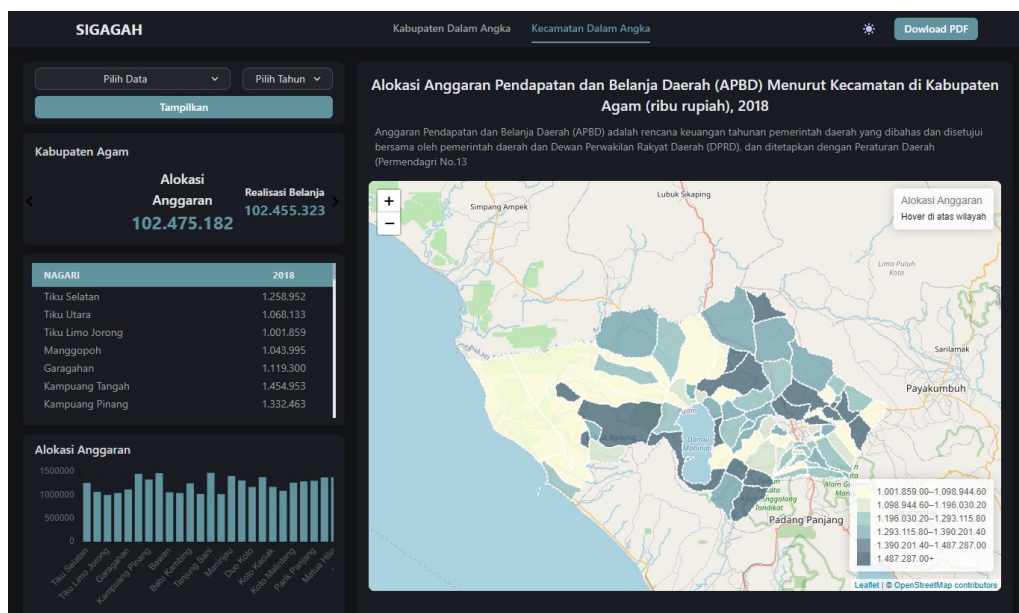 SIGAGAH
Kabupaten Dalam Angka
Kecamatan Dalam Angka
Dowload PDF
Pilih Data
Pilih Tahun
Tampilkan
Kabupaten Agam
Alokasi
Anggaran
102.475.182
Realisasi Belanja
102.455.323
NAGARI 2018
Tiku Selatan 1.258.952
Tiku Utara 1.068.133
Tiku Limo Jorong 1.001.859
Manggopoh 1.043.995
Garagahan 1.119.300
Kampuang Tangah 1.454.953
Kampuang Pinang 1.332.463
Alokasi Anggaran
1500000
1000000
500000
0
Tiku Selatan
Tiku Limo Jorong
Garagahan
Kampuang Pinang
Bawan
Batu Kambing
Tanjung Sani
Maninjau
Duo Koto
Koto Kaciak
Koto Malintang
Panik Panjang
Matua Hilir
Alokasi Anggaran Pendapatan dan Belanja Daerah (APBD) Menurut Kecamatan di Kabupaten
Agam (ribu rupiah), 2018
Anggaran Pendapatan dan Belanja Daerah (APBD) adalah rencana keuangan tahunan pemerintah daerah yang dibahas dan disetujui
bersama oleh pemerintah daerah dan Dewan Perwakilan Rakyat Daerah (DPRD), dan ditetapkan dengan Peraturan Daerah
(Permendagri No.13
+
−
Alokasi Anggaran
Hover di atas wilayah
Simpang Ampek
Lubuk Sikaping
Lima Puluh
Kota
Sarilamak
Payakumbuh
Danau
Maninjau
Padang Panjang
1.001.859.00–1.098.944.60
1.098.944.60–1.196.030.20
1.196.030.20–1.293.115.80
1.293.115.80–1.390.201.40
1.390.201.40–1.487.287.00
1.487.287.00+
Leaflet | © OpenStreetMap contributors